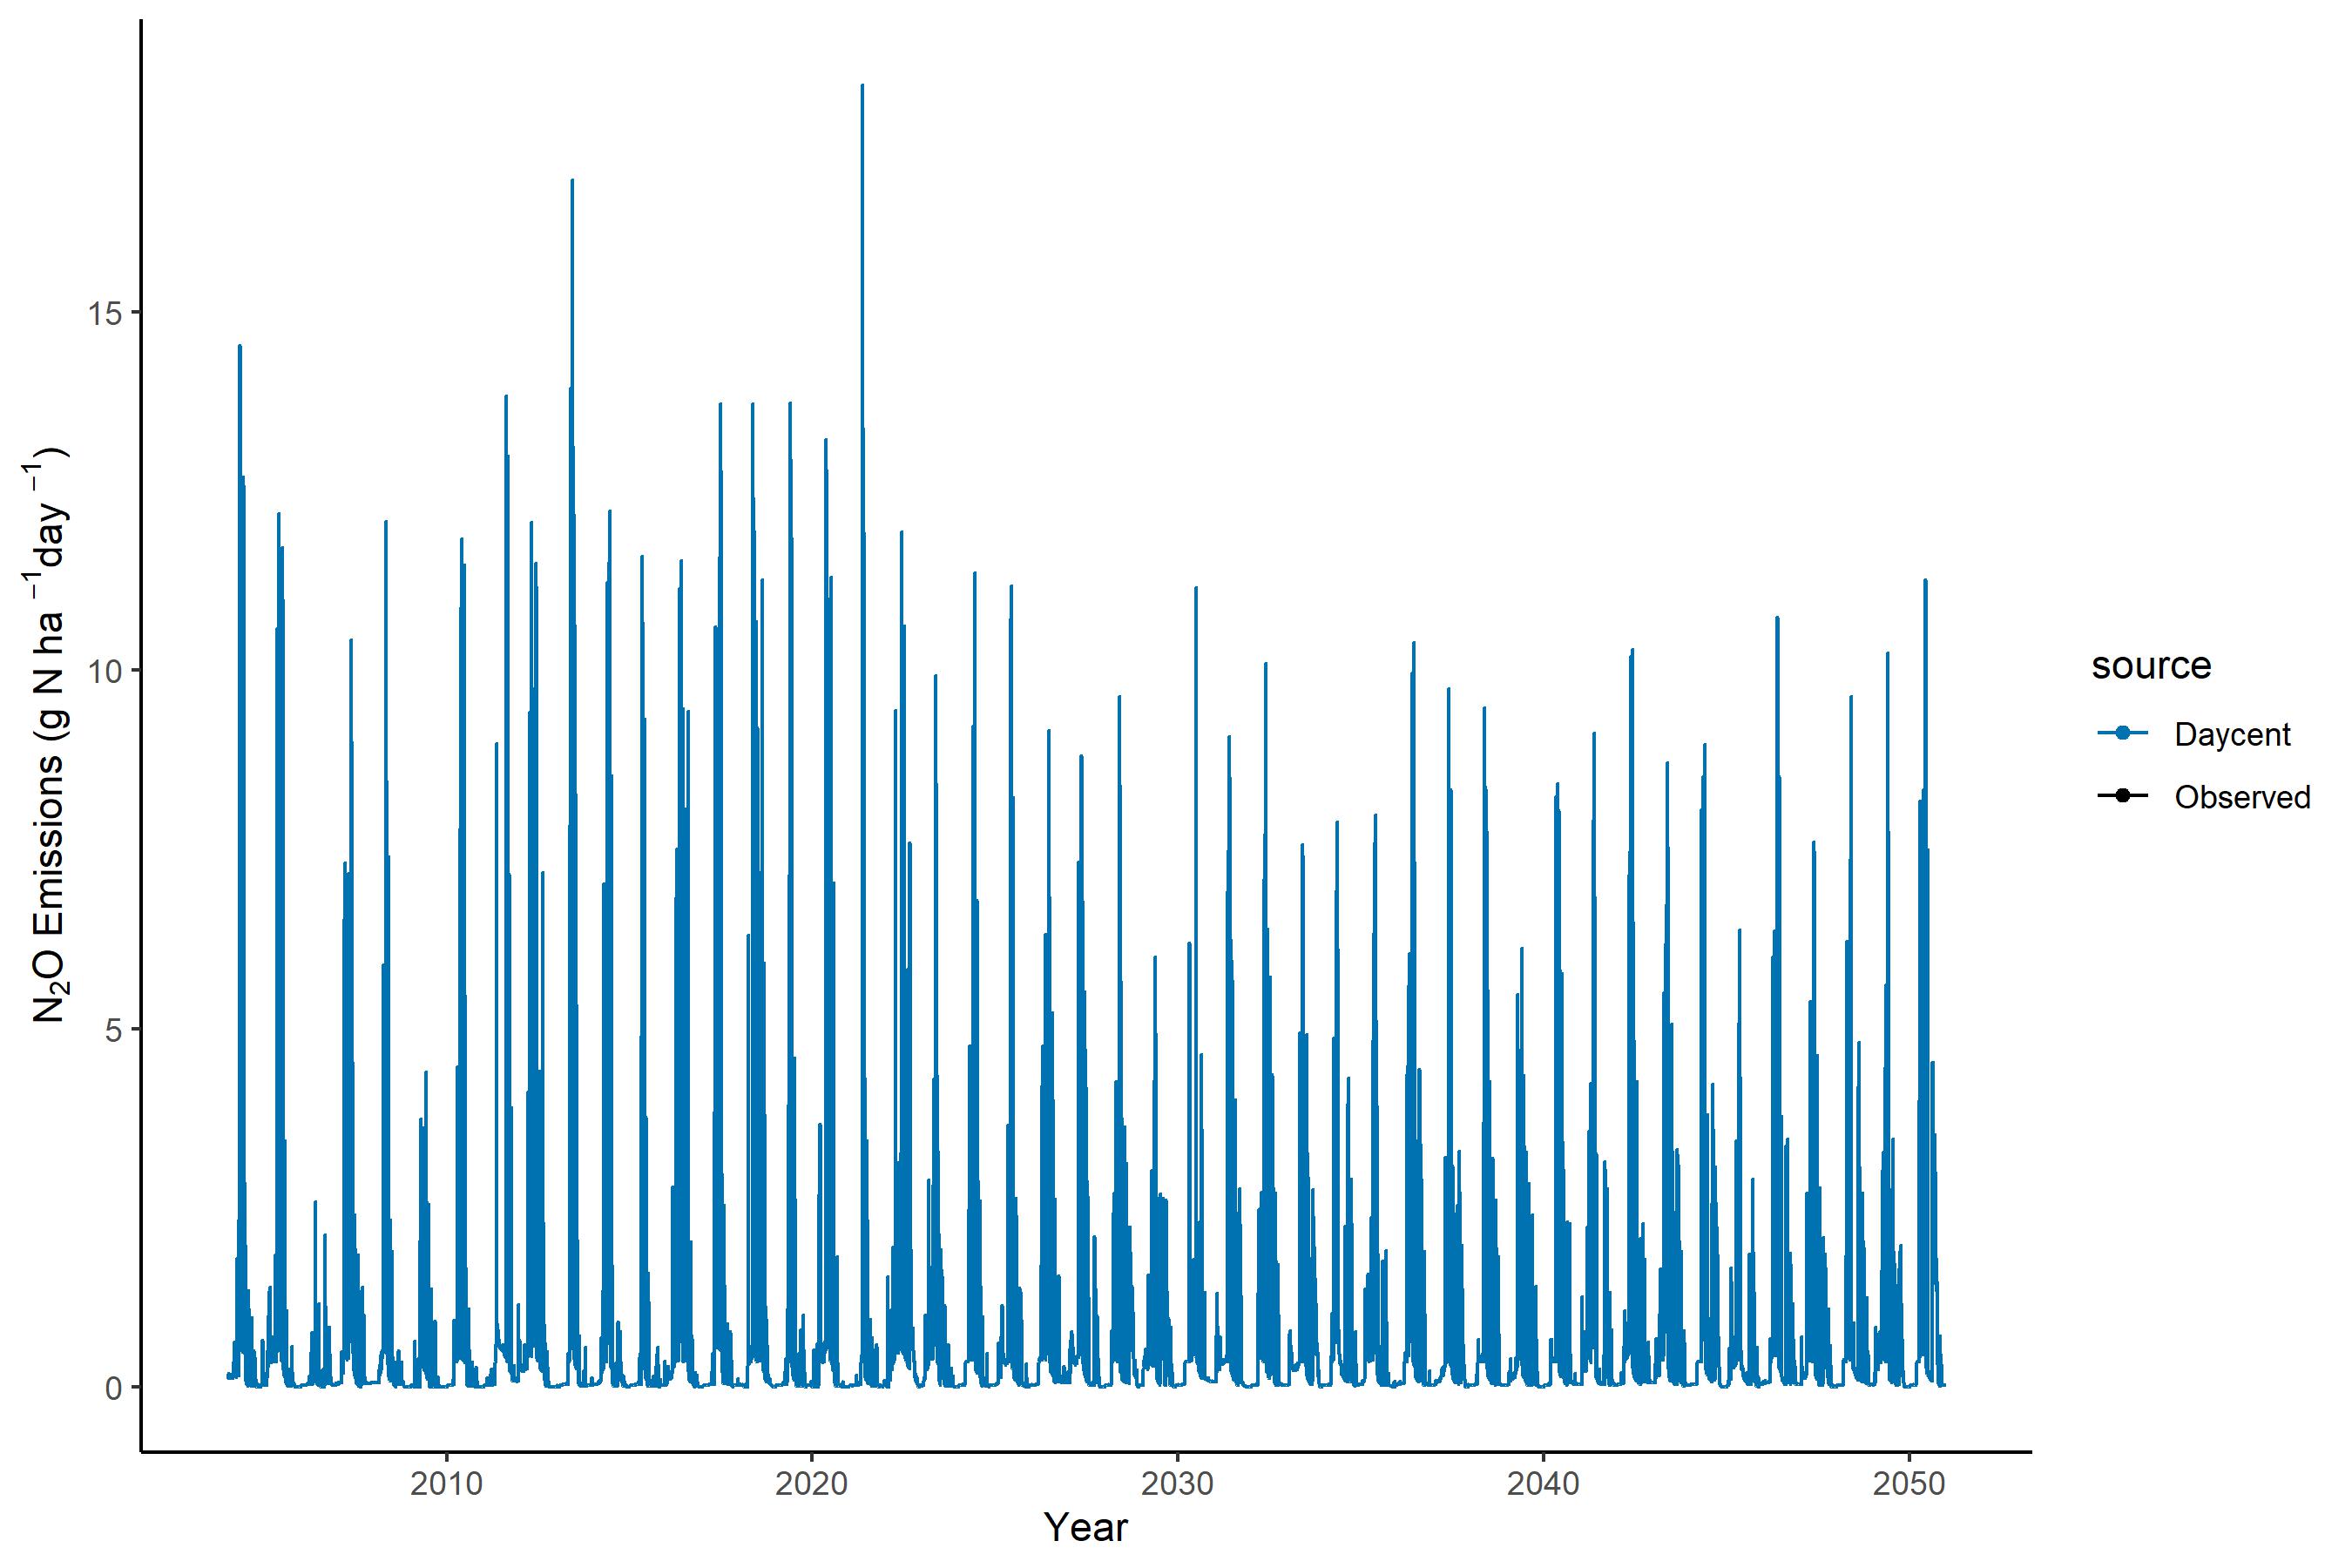 N₂O Emissions (g N ha ⁻¹day ⁻¹)
15
10
5
0
2010 2020 2030 2040 2050
Year
source
Daycent
Observed